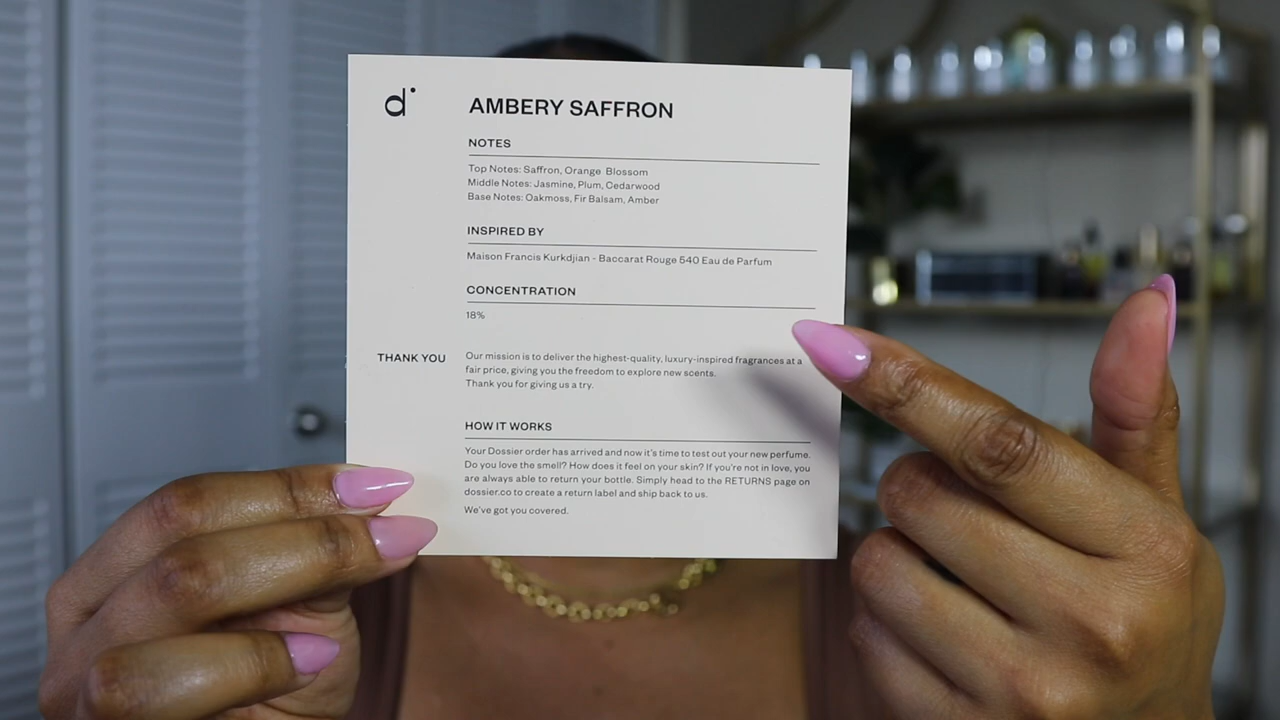 d
AMBERY SAFFRON
NOTES
Top Notes: Saffron, Orange Blossom
Middle Notes: Jasmine, Plum, Cedarwood
Base Notes: Oakmoss, Fir Balsam, Amber
INSPIRED BY
Maison Francis Kurkdjian - Baccarat Rouge 540 Eau de Parfum
CONCENTRATION
18%
THANK YOU
Our mission is to deliver the highest-quality, luxury-inspired fragrances at a
fair price, giving you the freedom to explore new scents.
Thank you for giving us a try.
HOW IT WORKS
Your Dossier order has arrived and now it's time to test out your new perfume.
Do you love the smell? How does it feel on your skin? If you're not in love, you
are always able to return your bottle. Simply head to the RETURNS page on
dossier.co to create a return label and ship back to us.
We've got you covered.